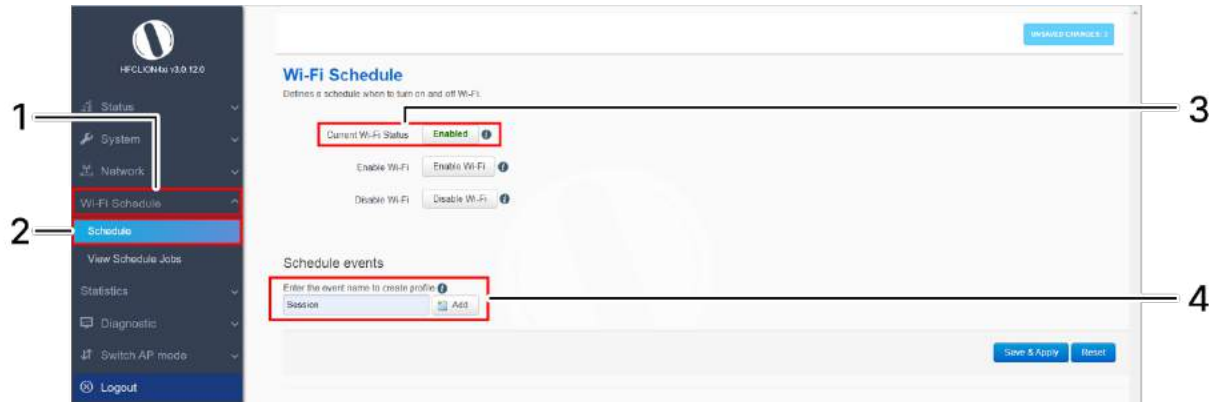 UNSAVED CHANGES: 2
HFCLION4xi v3.0.12.0
Wi-Fi Schedule
Defines a schedule when to turn on and off Wi-Fi.
1
Status
3
System
Current Wi-Fi Status Enabled
Network
Enable Wi-Fi Enable Wi-Fi
Wi-Fi Schedule
Disable Wi-Fi Disable Wi-Fi
2
Schedule
View Schedule Jobs
Schedule events
Statistics
Enter the event name to create profile
Session Add
4
Diagnostic
Switch AP mode
Save & Apply Reset
Logout